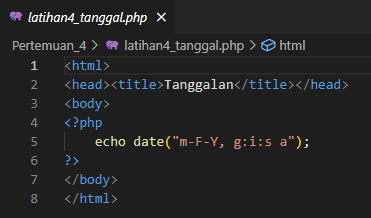 latihan4_tanggal.php ×
Pertemuan_4 > latihan4_tanggal.php > html
1 <html>
2 <head><title>Tanggalan</title></head>
3 <body>
4 <?php
5 echo date("m-F-Y, g:i:s a");
6 ?>
7 </body>
8 </html>